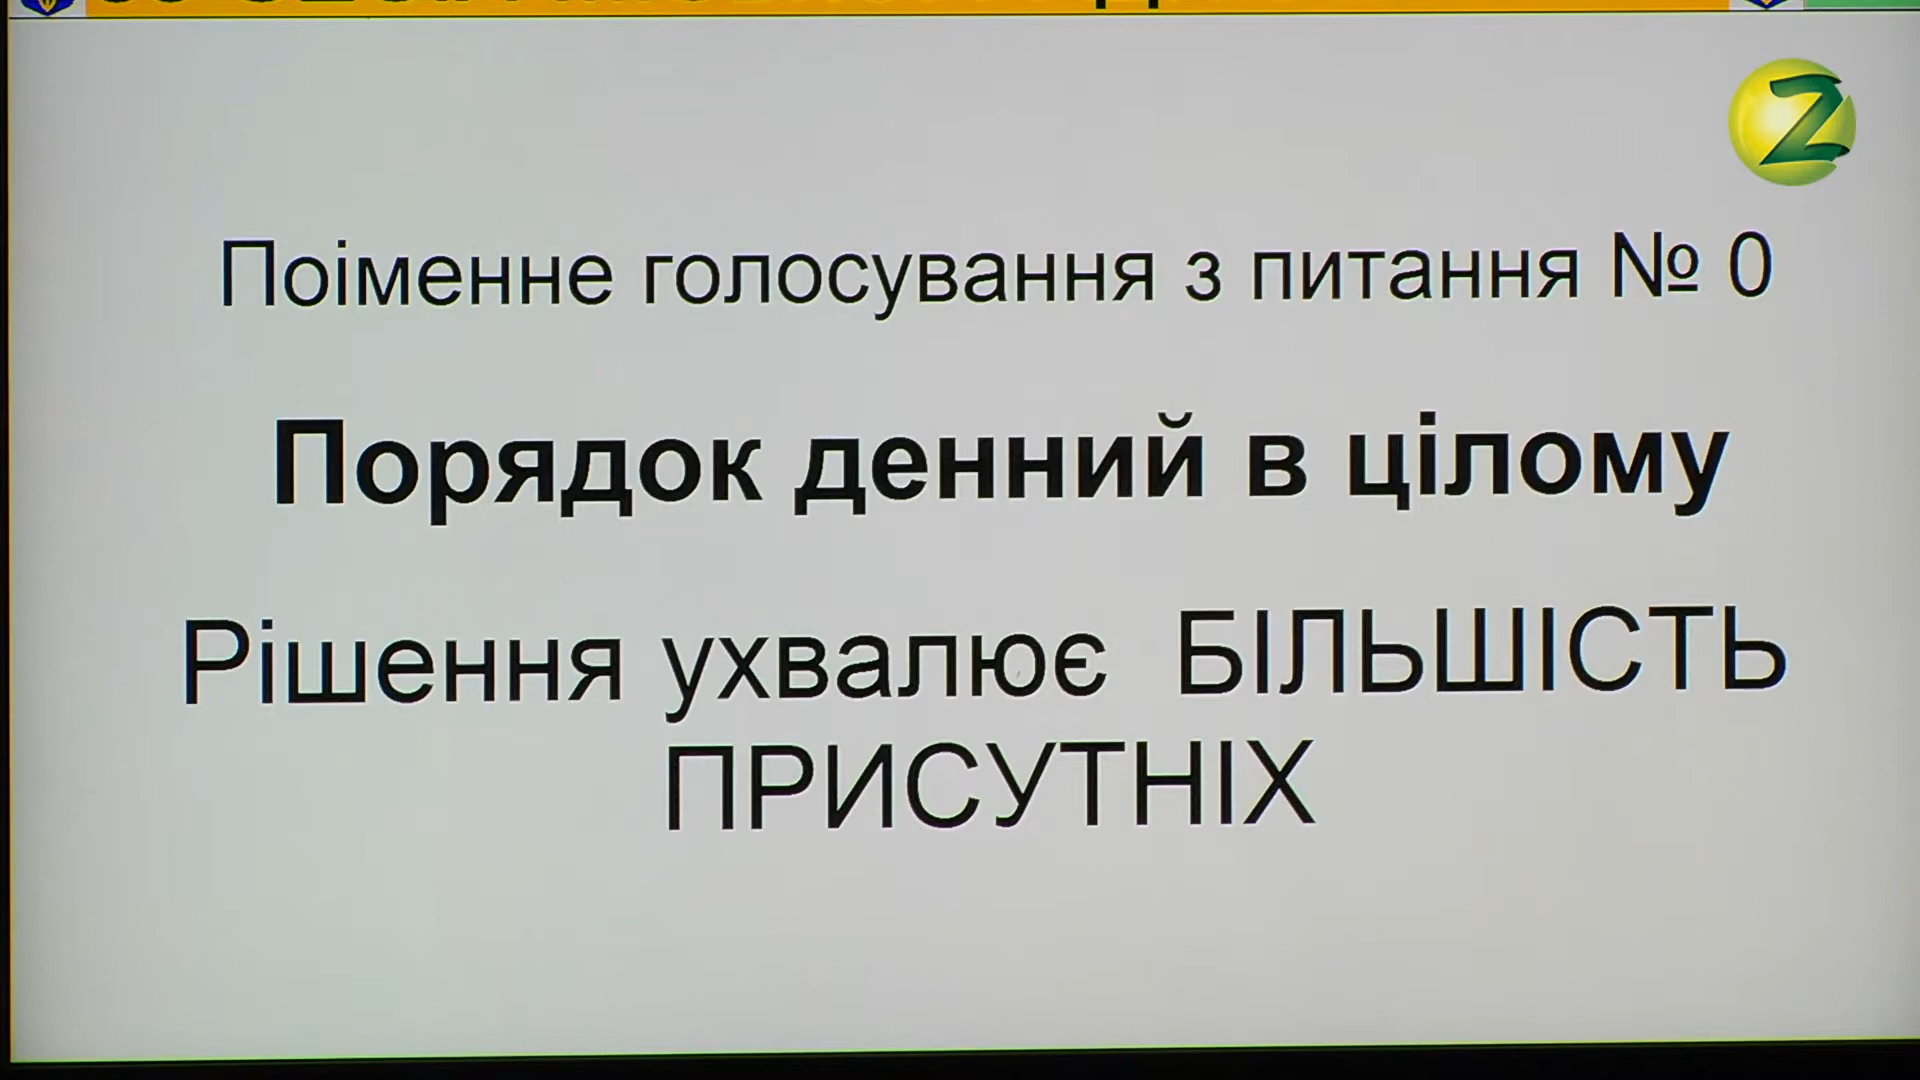 Поіменне голосування з питання № 0
Порядок денний в цілому
Рішення ухвалює БІЛЬШІСТЬ
ПРИСУТНІХ
Z